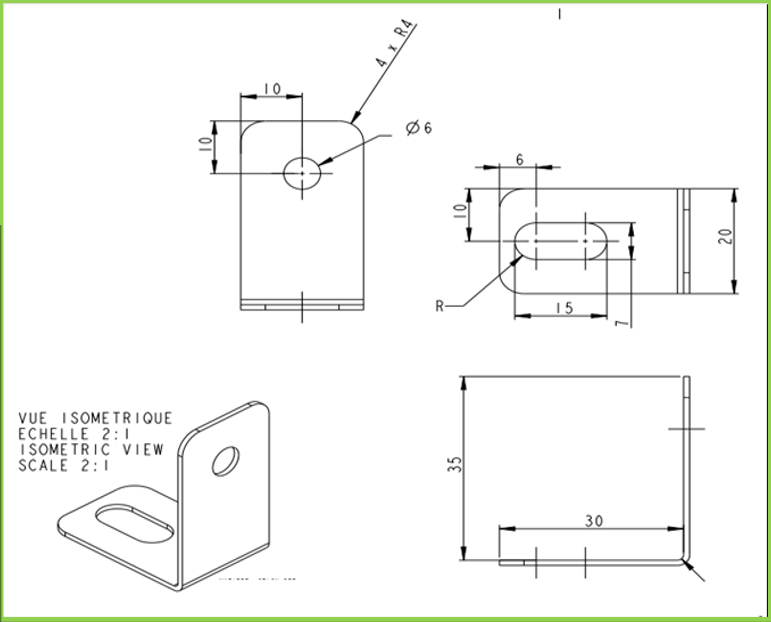 10
4 x R4
10
Ø6
6
10
20
R
15
7
VUE ISOMETRIQUE
ECHELLE 2:1
ISOMETRIC VIEW
SCALE 2:1
35
30